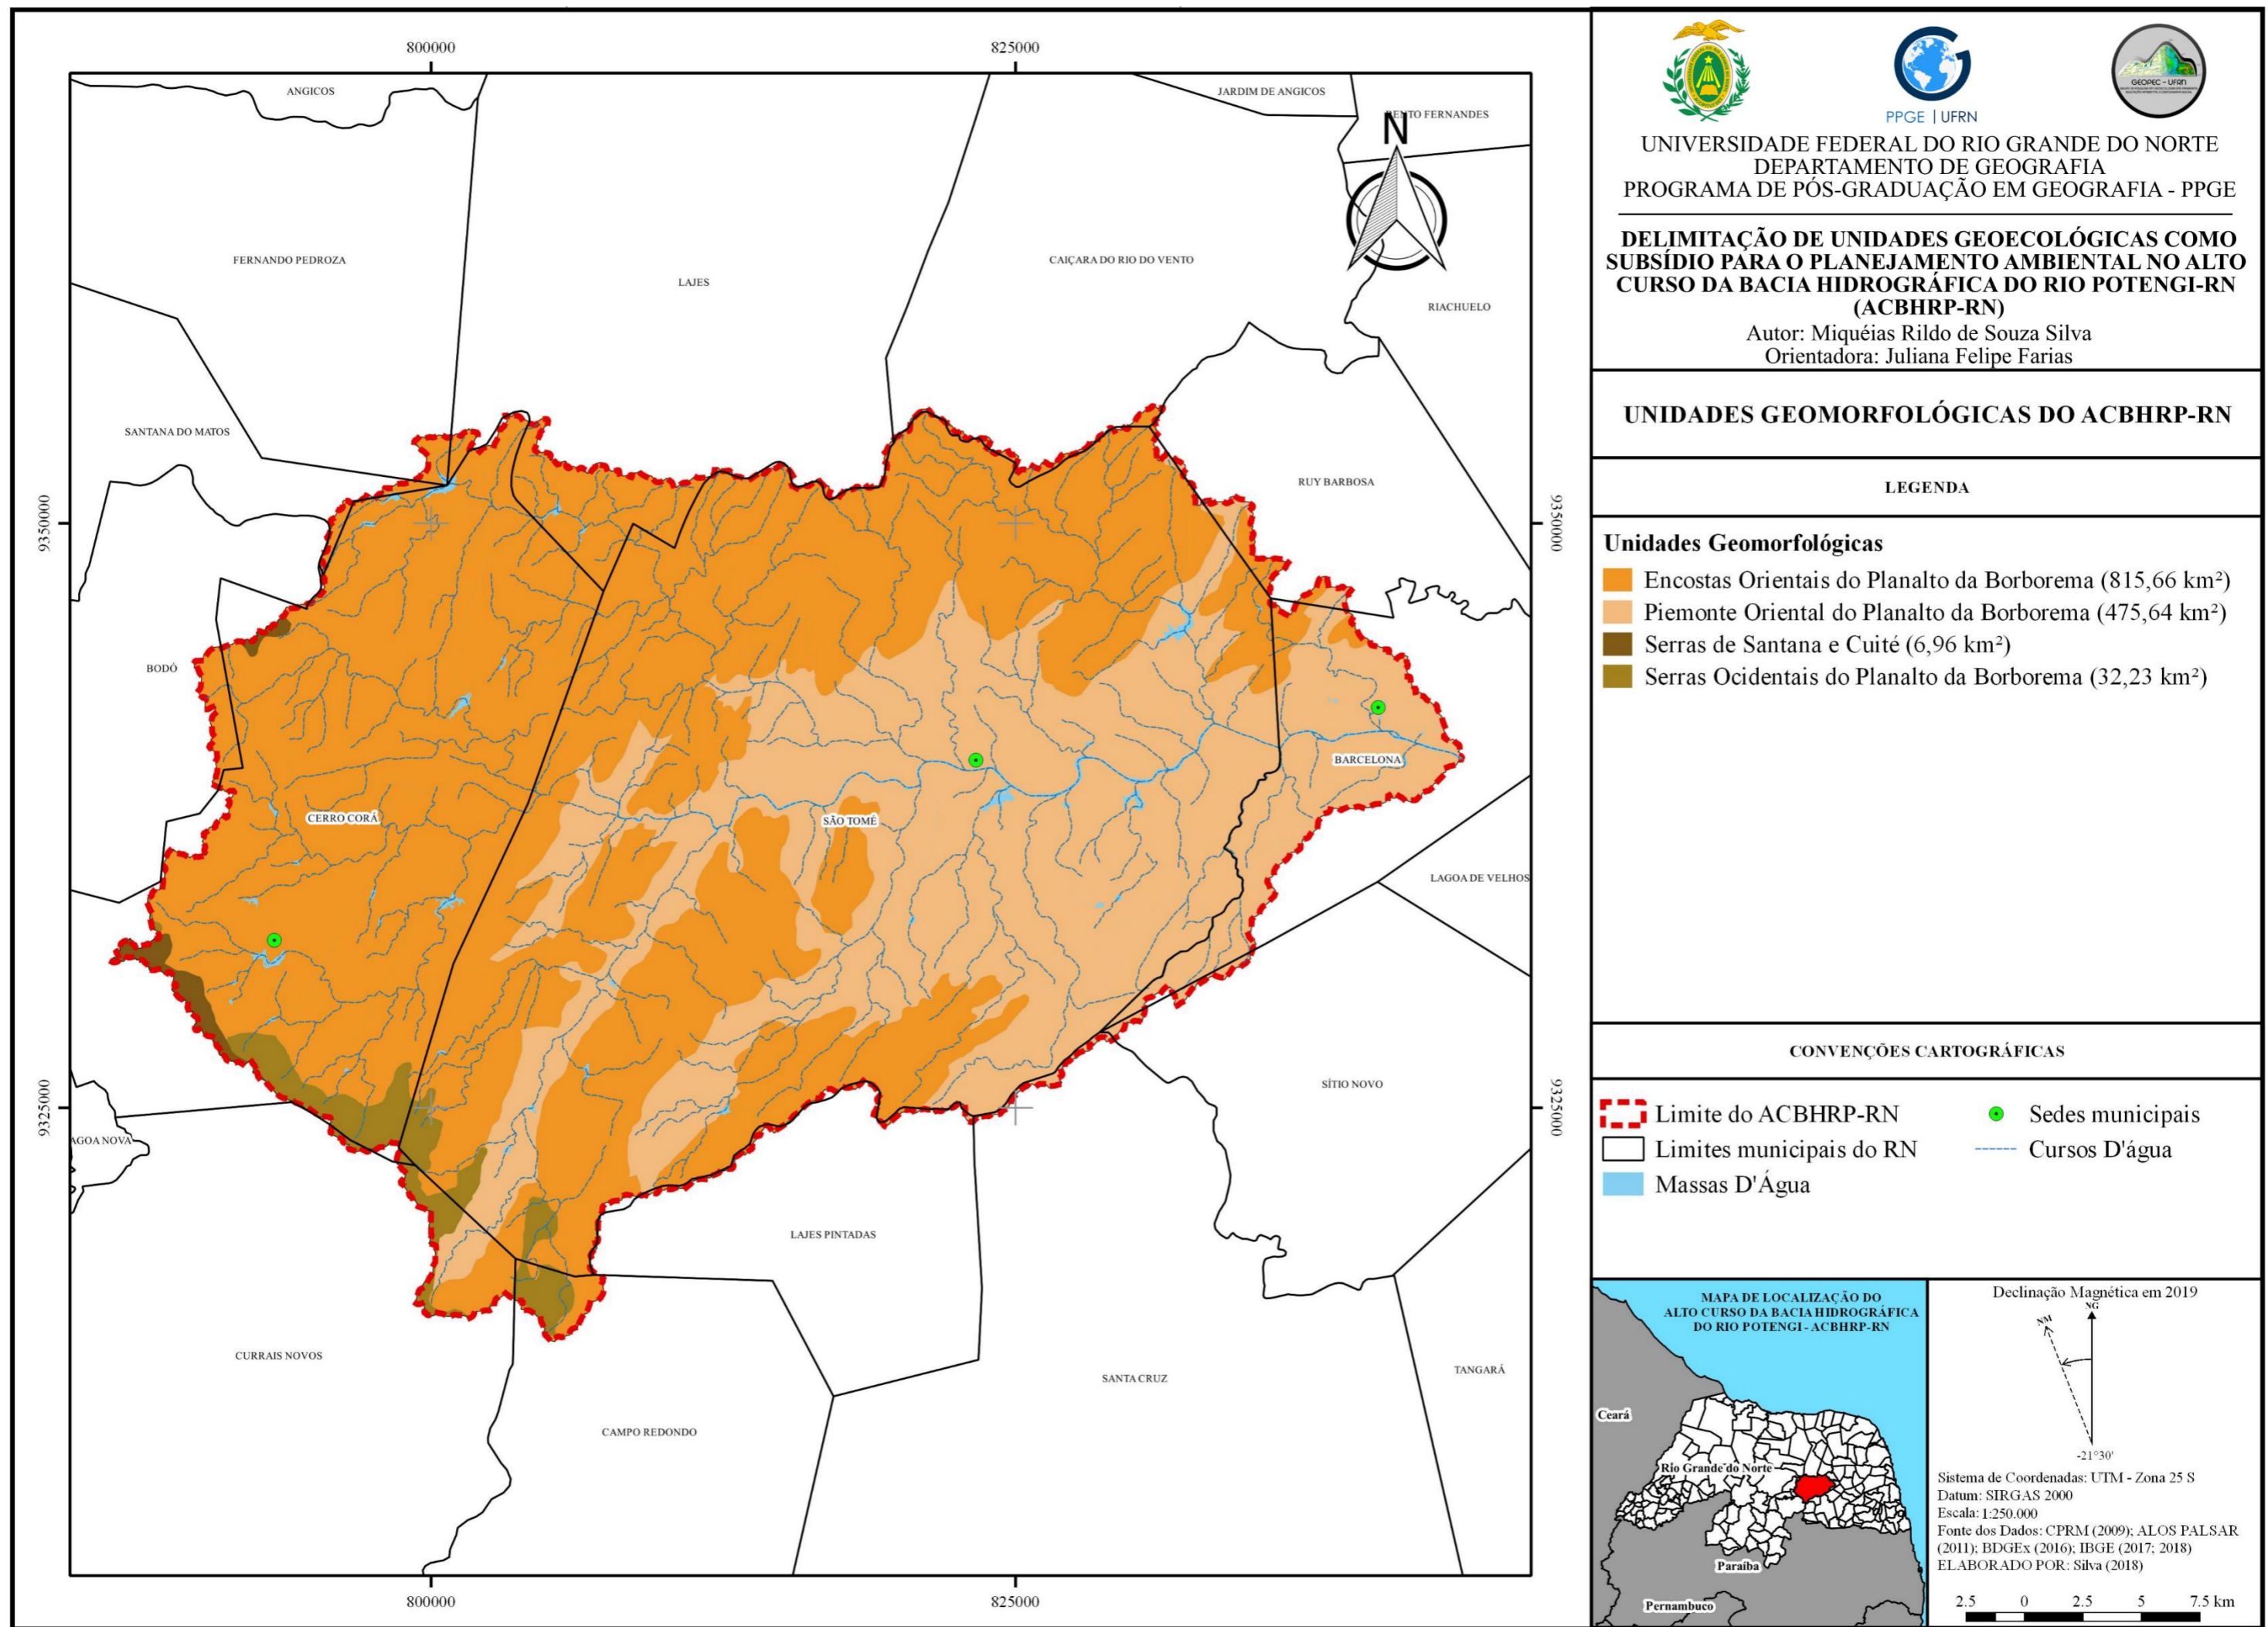 800000
825000
ANGICOS
JARDIM DE ANGICOS
BENTO FERNANDES
N
FERNANDO PEDROZA
LAJES
CAIÇARA DO RIO DO VENTO
RIACHUELO
SANTANA DO MATOS
RUY BARBOSA
9350000
9350000
BODÓ
BARCELONA
CERRO CORÁ
SÃO TOMÉ
LAGOA DE VELHOS
SÍTIO NOVO
9325000
9325000
AGOA NOVA
LAJES PINTADAS
CURRAIS NOVOS
SANTA CRUZ
TANGARÁ
CAMPO REDONDO
800000
825000
PPGE | UFRN
GEOPEC - UFRN
UNIVERSIDADE FEDERAL DO RIO GRANDE DO NORTE
DEPARTAMENTO DE GEOGRAFIA
PROGRAMA DE PÓS-GRADUAÇÃO EM GEOGRAFIA - PPGE
DELIMITAÇÃO DE UNIDADES GEOECOLÓGICAS COMO
SUBSÍDIO PARA O PLANEJAMENTO AMBIENTAL NO ALTO
CURSO DA BACIA HIDROGRÁFICA DO RIO POTENGI-RN
(ACBHRP-RN)
Autor: Miquéias Rildo de Souza Silva
Orientadora: Juliana Felipe Farias
UNIDADES GEOMORFOLÓGICAS DO ACBHRP-RN
LEGENDA
Unidades Geomorfológicas
Encostas Orientais do Planalto da Borborema (815,66 km²)
Piemonte Oriental do Planalto da Borborema (475,64 km²)
Serras de Santana e Cuité (6,96 km²)
Serras Ocidentais do Planalto da Borborema (32,23 km²)
CONVENÇÕES CARTOGRÁFICAS
Limite do ACBHRP-RN
Sedes municipais
Limites municipais do RN
Cursos D'água
Massas D'Água
MAPA DE LOCALIZAÇÃO DO
ALTO CURSO DA BACIA HIDROGRÁFICA
DO RIO POTENGI - ACBHRP-RN
Ceará
Rio Grande do Norte
Paraíba
Pernambuco
Declinação Magnética em 2019
NG
NM
-21°30'
Sistema de Coordenadas: UTM - Zona 25 S
Datum: SIRGAS 2000
Escala: 1:250.000
Fonte dos Dados: CPRM (2009); ALOS PALSAR
(2011); BDGEx (2016); IBGE (2017; 2018)
ELABORADO POR: Silva (2018)
2.5 0 2.5 5 7.5 km